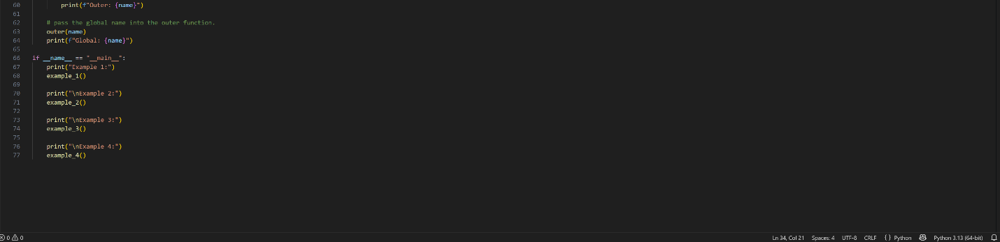 60 print(f"Outer: {name}")
61
62 # pass the global name into the outer function.
63 outer(name)
64 print(f"Global: {name}")
65
66 if __name__ == "__main__":
67 print("Example 1:")
68 example_1()
69
70 print("\nExample 2:")
71 example_2()
72
73 print("\nExample 3:")
74 example_3()
75
76 print("\nExample 4:")
77 example_4()
0 0 Ln 34, Col 21 Spaces: 4 UTF-8 CRLF {} Python Python 3.13 (64-bit)